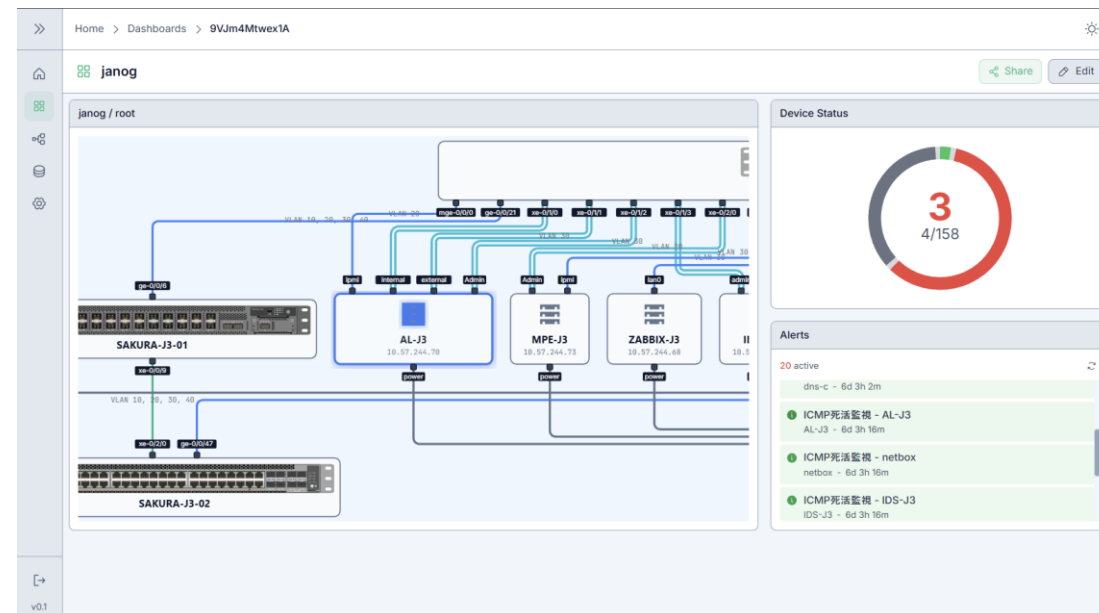 Home > Dashboards > 9VJm4Mtwex1A
janog
Share
Edit
janog / root
VLAN 10, 20, 30, 40
VLAN 20
mge-0/0/0
ge-0/0/21
xe-0/1/0
xe-0/1/1
xe-0/1/2
xe-0/1/3
xe-0/2/0
VLAN 30
VLAN 30
VLAN 30
ge-0/0/6
ipmi
internal
external
Admin
Admin
ipmi
lan0
SAKURA-J3-01
AL-J3
10.57.244.70
MPE-J3
10.57.244.73
ZABBIX-J3
10.57.244.68
xe-0/0/9
power
power
power
VLAN 10, 20, 30, 40
xe-0/2/0
ge-0/0/47
SAKURA-J3-02
Device Status
3
4/158
Alerts
20 active
dns-c - 6d 3h 2m
ICMP死活監視 - AL-J3
AL-J3 - 6d 3h 16m
ICMP死活監視 - netbox
netbox - 6d 3h 16m
ICMP死活監視 - IDS-J3
IDS-J3 - 6d 3h 16m
v0.1